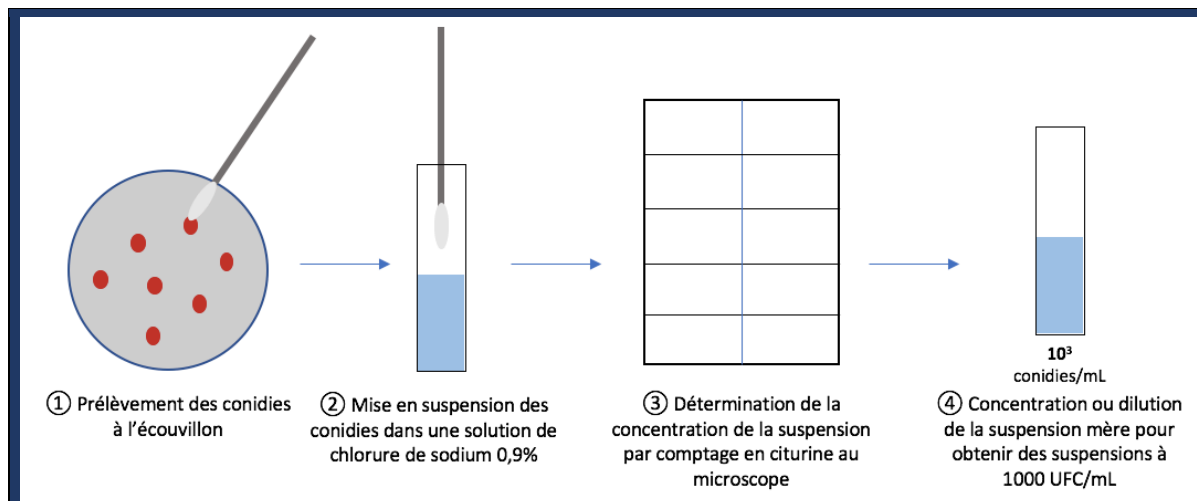 ① Prélèvement des conidies
à l'écouvillon
② Mise en suspension des
conidies dans une solution de
chlorure de sodium 0,9%
③ Détermination de la
concentration de la suspension
par comptage en citurine au
microscope
10³
conidies/mL
④ Concentration ou dilution
de la suspension mère pour
obtenir des suspensions à
1000 UFC/mL